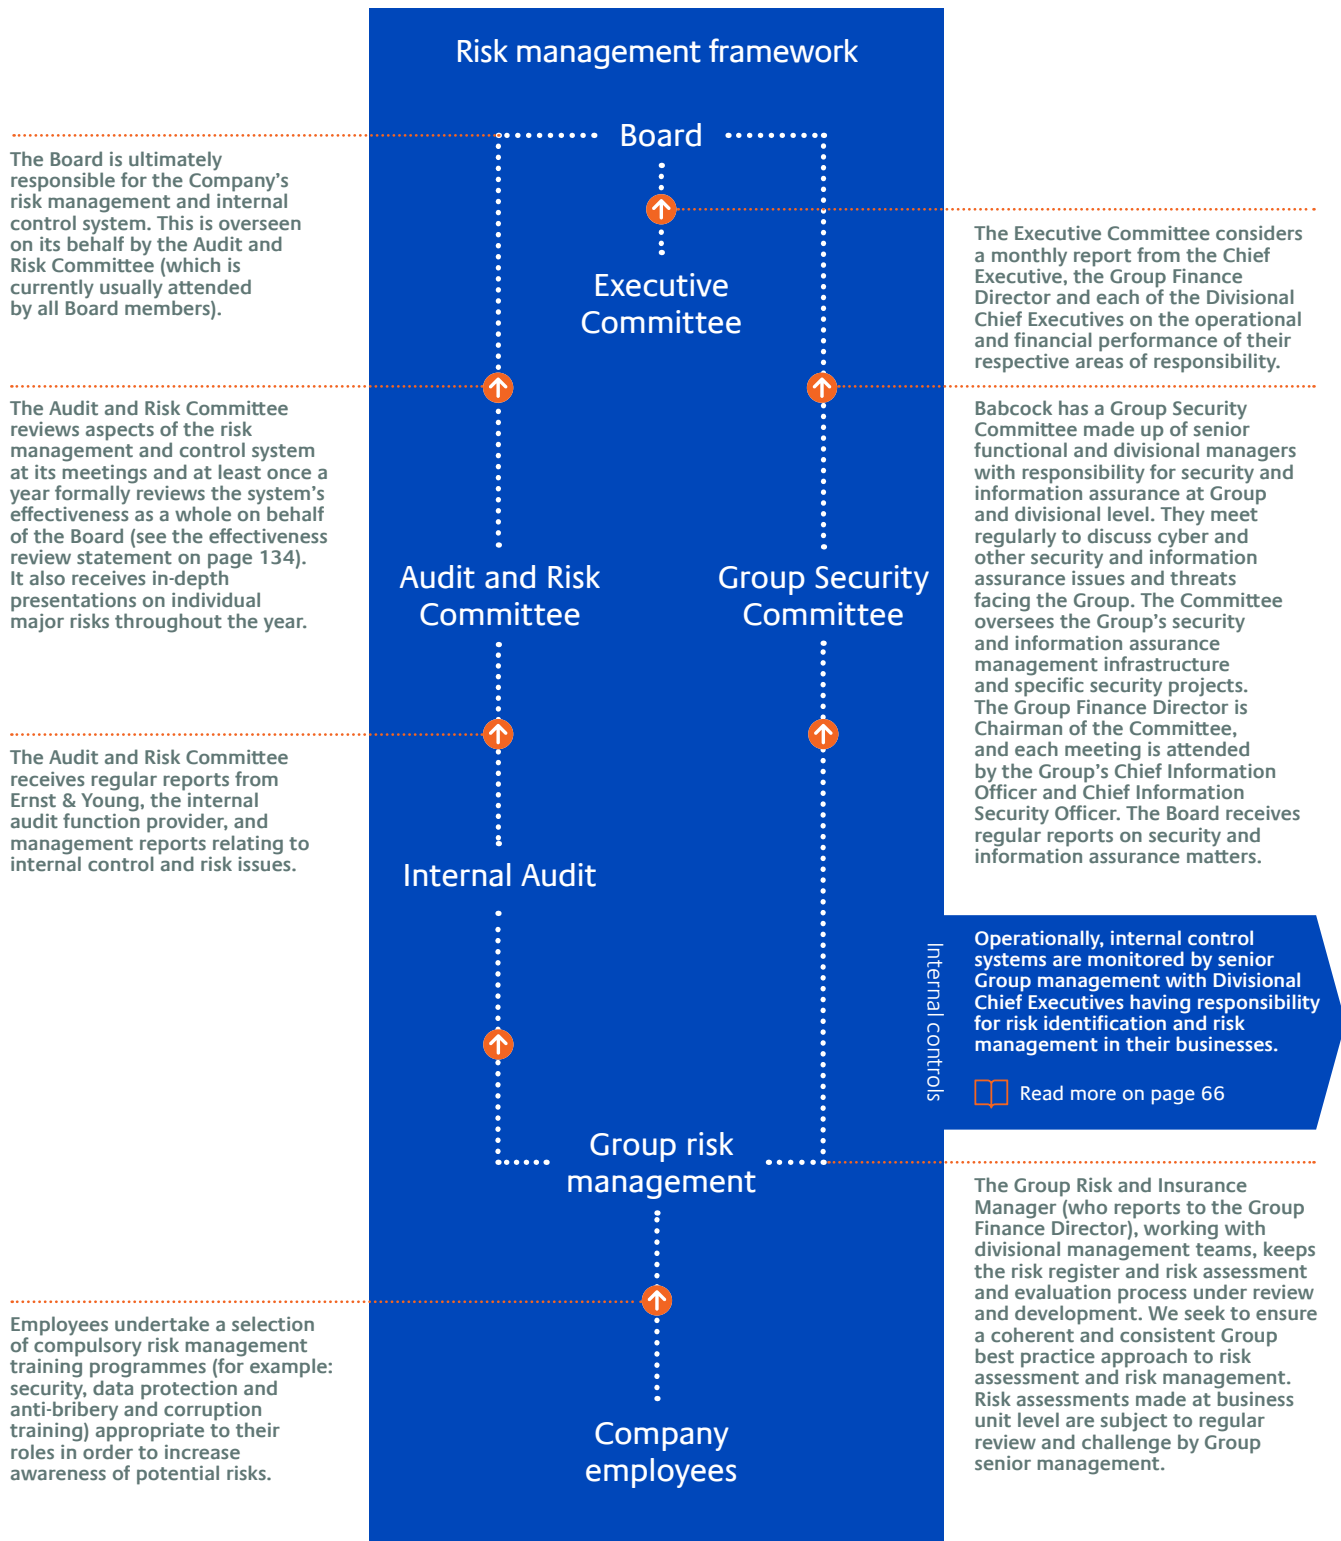 Risk management framework
Board
The Board is ultimately
responsible for the Company's
risk management and internal
control system. This is overseen
on its behalf by the Audit and
Risk Committee (which is
currently usually attended
by all Board members).
Executive
Committee
The Executive Committee considers
a monthly report from the Chief
Executive, the Group Finance
Director and each of the Divisional
Chief Executives on the operational
and financial performance of their
respective areas of responsibility.
The Audit and Risk Committee
reviews aspects of the risk
management and control system
at its meetings and at least once a
year formally reviews the system's
effectiveness as a whole on behalf
of the Board (see the effectiveness
review statement on page 134).
It also receives in-depth
presentations on individual
major risks throughout the year.
Audit and Risk
Committee
Group Security
Committee
Babcock has a Group Security
Committee made up of senior
functional and divisional managers
with responsibility for security and
information assurance at Group
and divisional level. They meet
regularly to discuss cyber and
other security and information
assurance issues and threats
facing the Group. The Committee
oversees the Group's security
and information assurance
management infrastructure
and specific security projects.
The Group Finance Director is
Chairman of the Committee,
and each meeting is attended
by the Group's Chief Information
Officer and Chief Information
Security Officer. The Board receives
regular reports on security and
information assurance matters.
The Audit and Risk Committee
receives regular reports from
Ernst & Young, the internal
audit function provider, and
management reports relating to
internal control and risk issues.
Internal Audit
Internal controls
Operationally, internal control
systems are monitored by senior
Group management with Divisional
Chief Executives having responsibility
for risk identification and risk
management in their businesses.
Read more on page 66
Group risk
management
The Group Risk and Insurance
Manager (who reports to the Group
Finance Director), working with
divisional management teams, keeps
the risk register and risk assessment
and evaluation process under review
and development. We seek to ensure
a coherent and consistent Group
best practice approach to risk
assessment and risk management.
Risk assessments made at business
unit level are subject to regular
review and challenge by Group
senior management.
Employees undertake a selection
of compulsory risk management
training programmes (for example:
security, data protection and
anti-bribery and corruption
training) appropriate to their
roles in order to increase
awareness of potential risks.
Company
employees